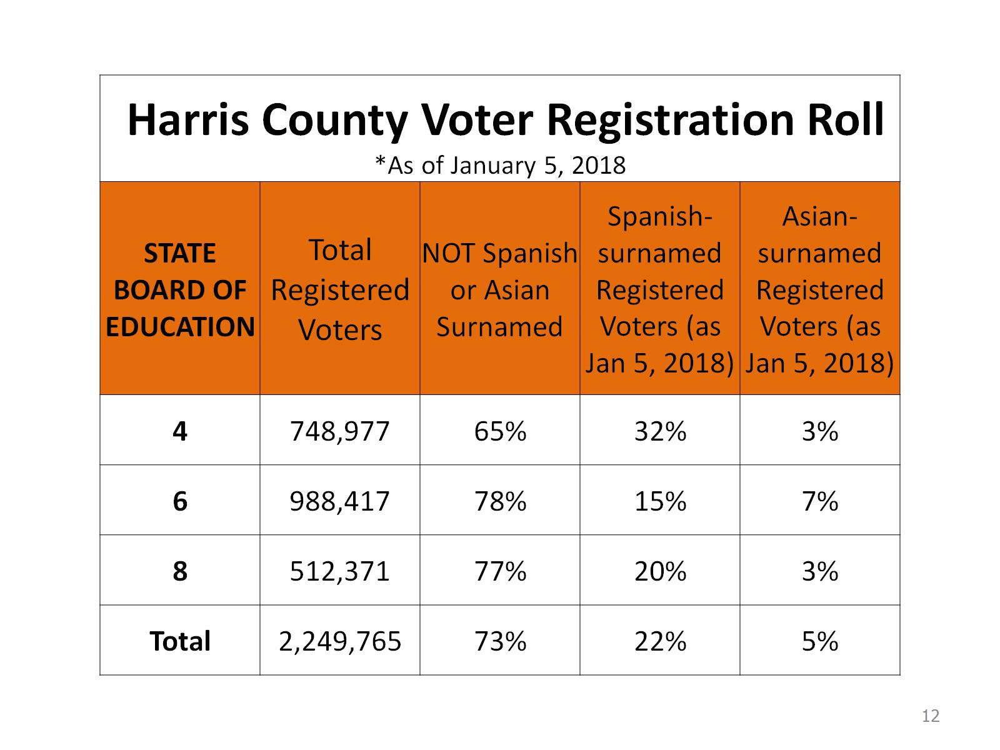 Harris County Voter Registration Roll
*As of January 5, 2018
STATE
BOARD OF
EDUCATION
Total
Registered
Voters
NOT Spanish
or Asian
Surnamed
Spanish-
surnamed
Registered
Voters (as
Jan 5, 2018)
Asian-
surnamed
Registered
Voters (as
Jan 5, 2018)
4 748,977 65% 32% 3%
6 988,417 78% 15% 7%
8 512,371 77% 20% 3%
Total 2,249,765 73% 22% 5%
12